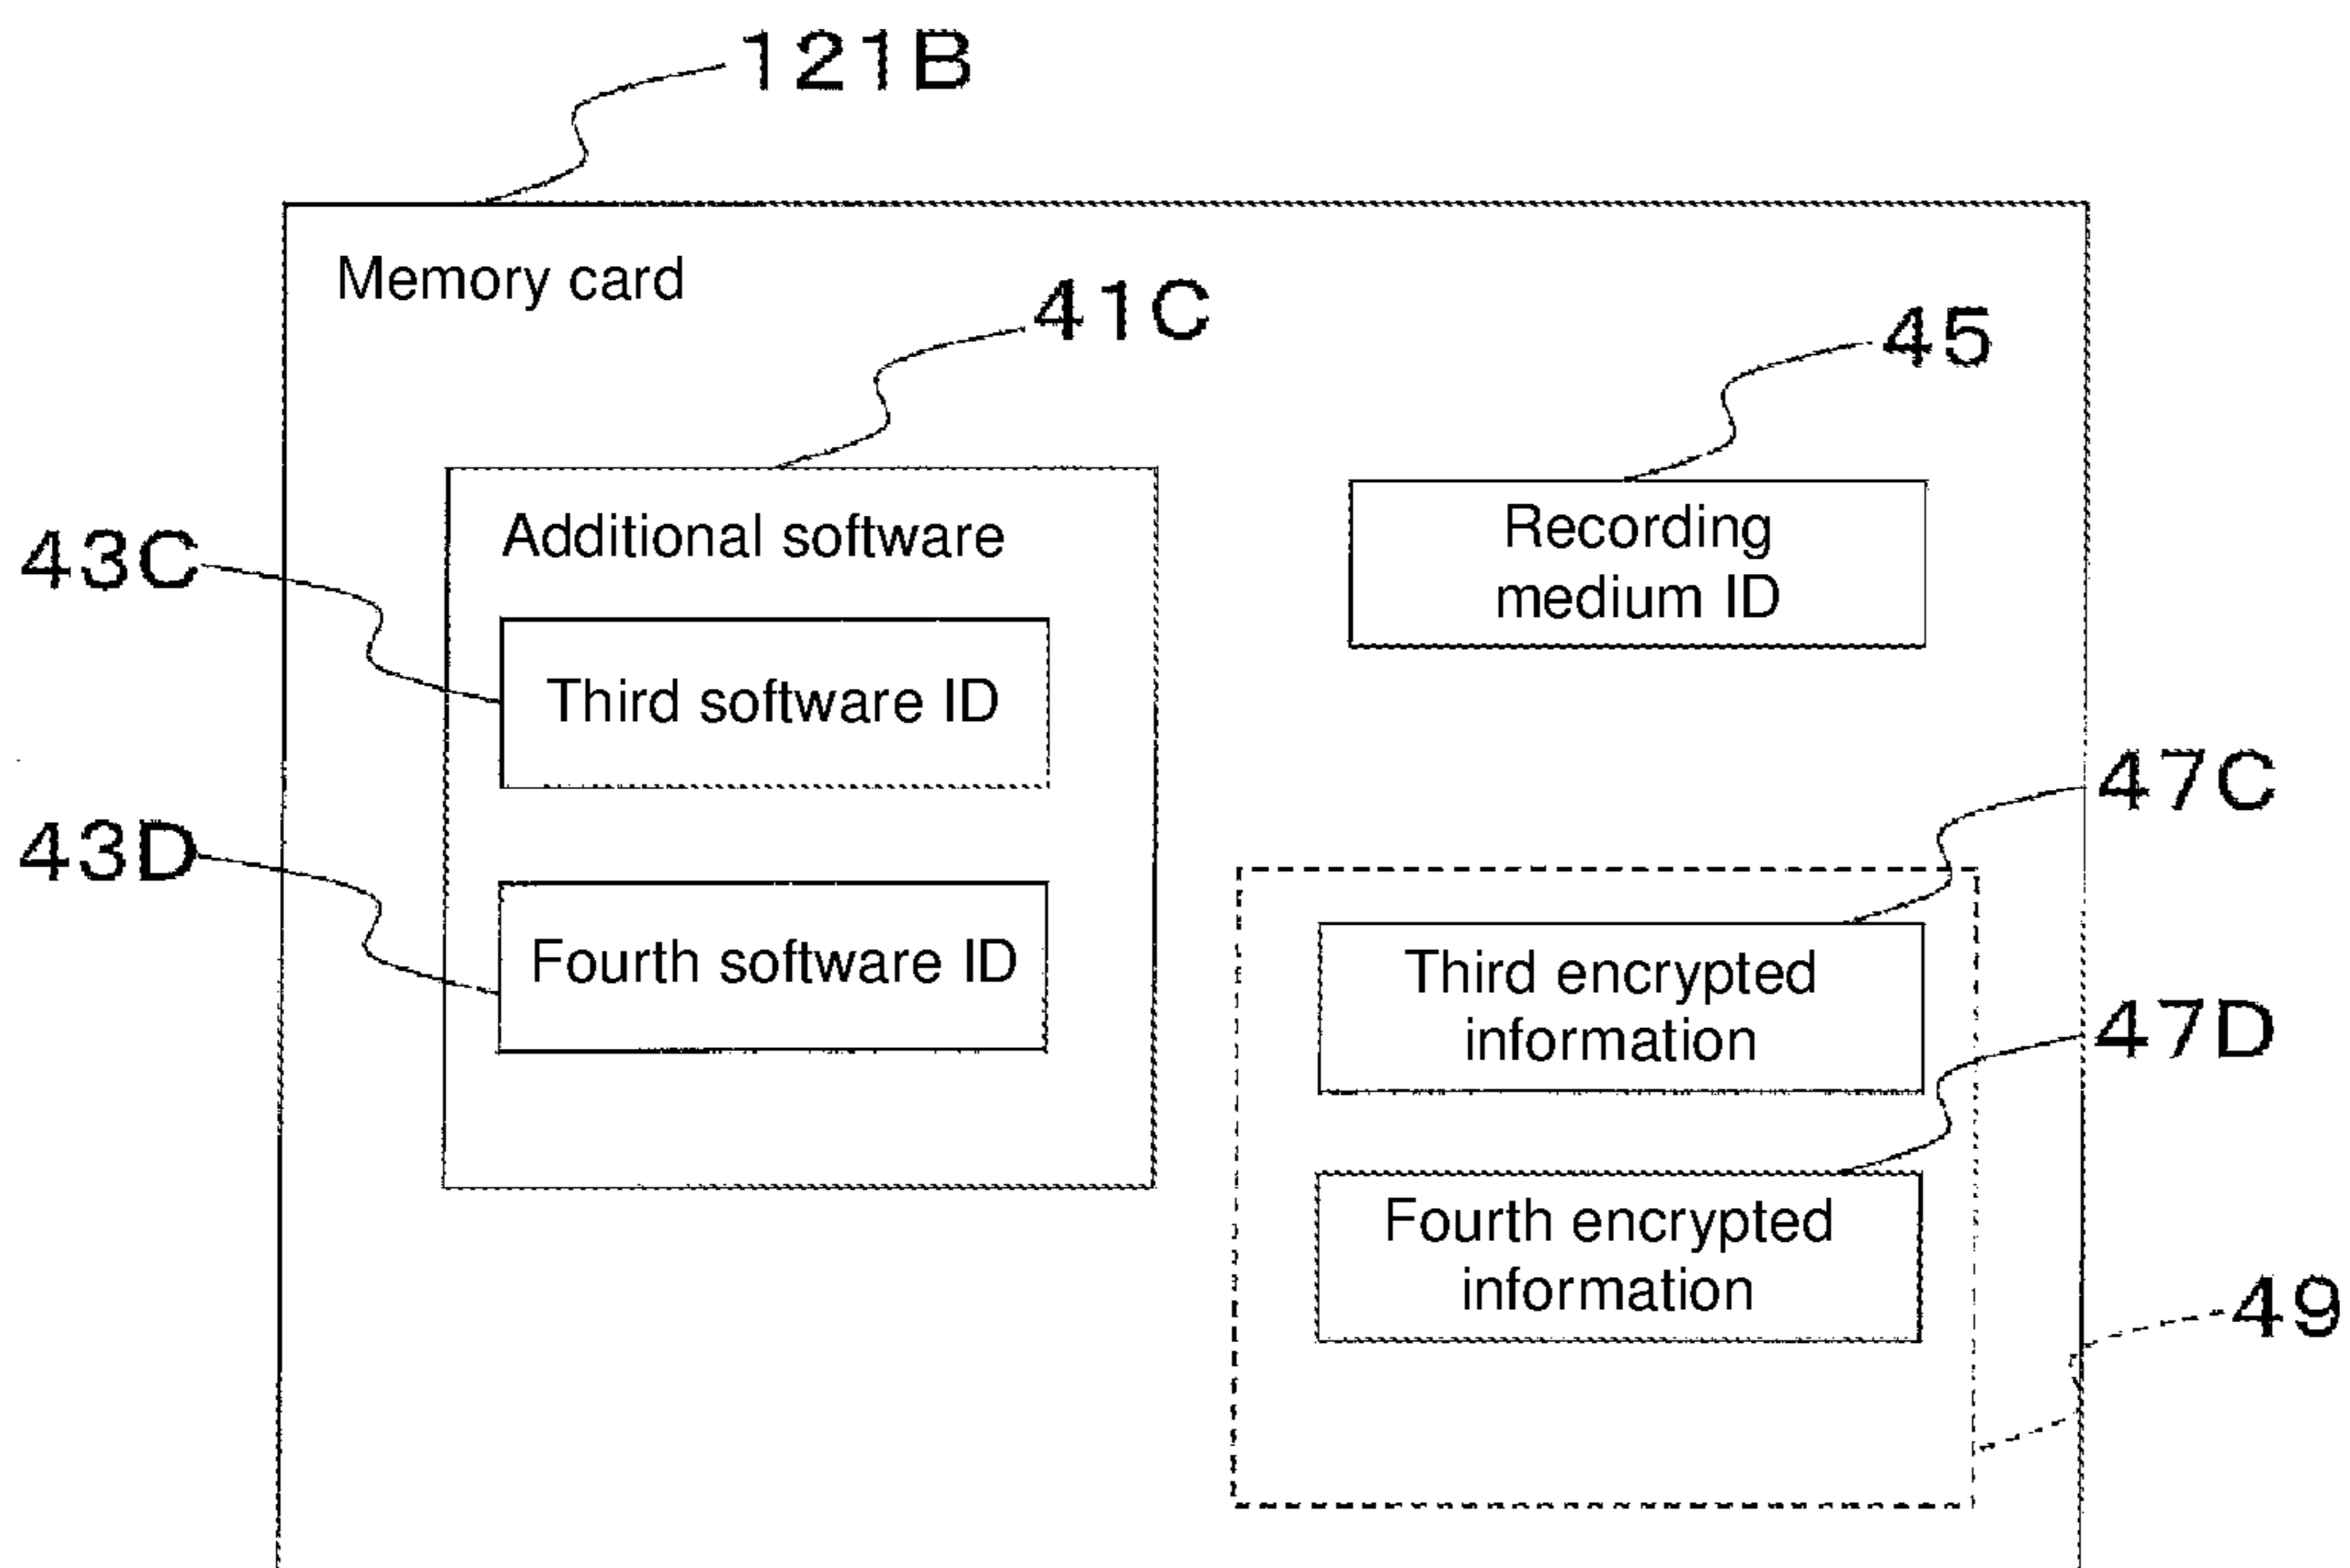 121B
Memory card
41C
45
Additional software
Recording
medium ID
43C
Third software ID
47C
43D
Fourth software ID
Third encrypted
information
47D
Fourth encrypted
information
49